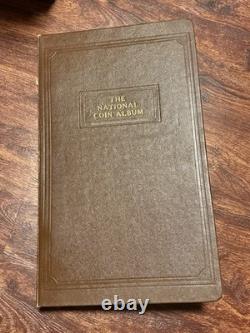 THE
NATIONAL
COIN ALBUM
ebay